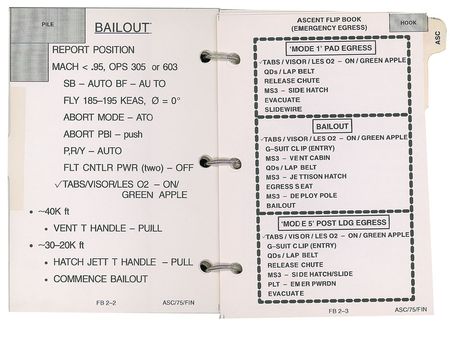 PILE
BAILOUT
REPORT POSITION
MACH < .95, OPS 305 or 603
SB – AUTO BF – AUTO
FLY 185–195 KEAS, Ø = 0°
ABORT MODE – ATO
ABORT PBI – push
P,R/Y – AUTO
FLT CNTLR PWR (two) – OFF
✓TABS/VISOR/LES O2 – ON/
GREEN APPLE
• ~40K ft
• VENT T HANDLE – PULL
• ~30–20K ft
• HATCH JETT T HANDLE – PULL
• COMMENCE BAILOUT
FB 2–2
ASC/75/FIN
ASCENT FLIP BOOK
(EMERGENCY EGRESS)
HOOK
ASC
'MODE 1' PAD EGRESS
✓TABS / VISOR / LES O2 – ON / GREEN APPLE
QDs / LAP BELT
RELEASE CHUTE
MS3 – SIDE HATCH
EVACUATE
SLIDEWIRE
BAILOUT
✓TABS / VISOR / LES O2 – ON / GREEN APPLE
G–SUIT CLIP (ENTRY)
MS3 – VENT CABIN
QDs / LAP BELT
MS3 – JETTISON HATCH
EGRESS SEAT
MS3 – DEPLOY POLE
BAILOUT
'MODE 5' POST LDG EGRESS
✓TABS / VISOR / LES O2 – ON / GREEN APPLE
G–SUIT CLIP (ENTRY)
QDs / LAP BELT
RELEASE CHUTE
MS3 – SIDE HATCH/SLIDE
PLT – EMER PWRDN
EVACUATE
FB 2–3
ASC/75/FIN